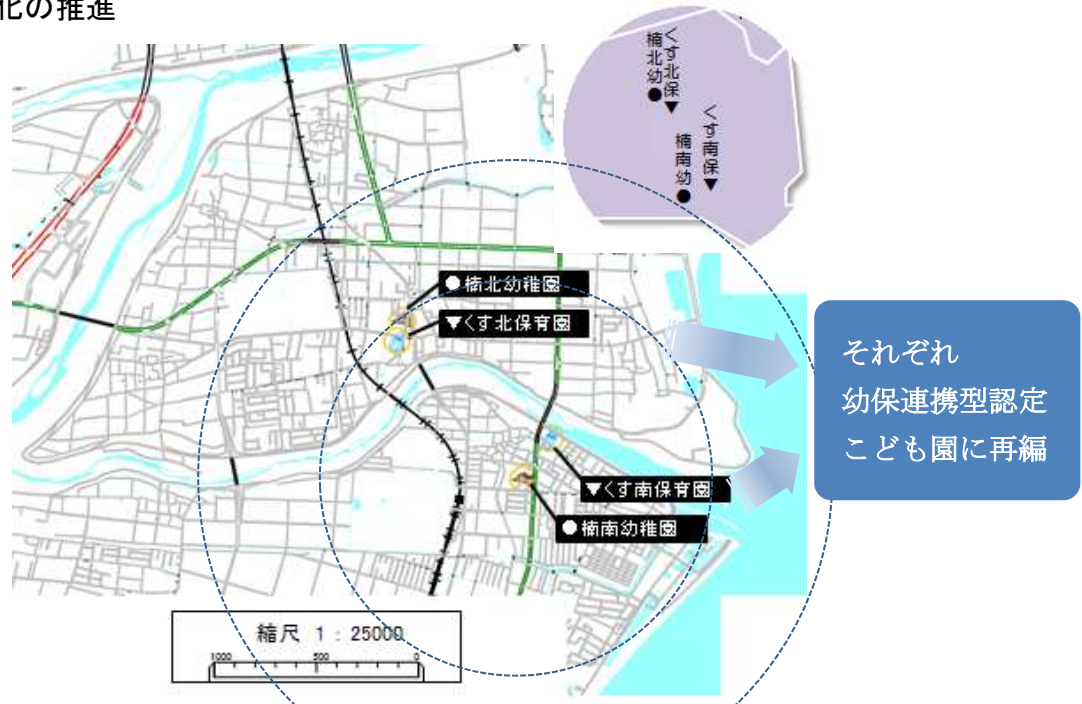 化の推進
くす北保▼
楠北幼●
くす南保▼
楠南幼●
●楠北幼稚園
▼くす北保育園
▼くす南保育園
●楠南幼稚園
それぞれ
幼保連携型認定
こども園に再編
縮尺 1:25000
1000 500 0